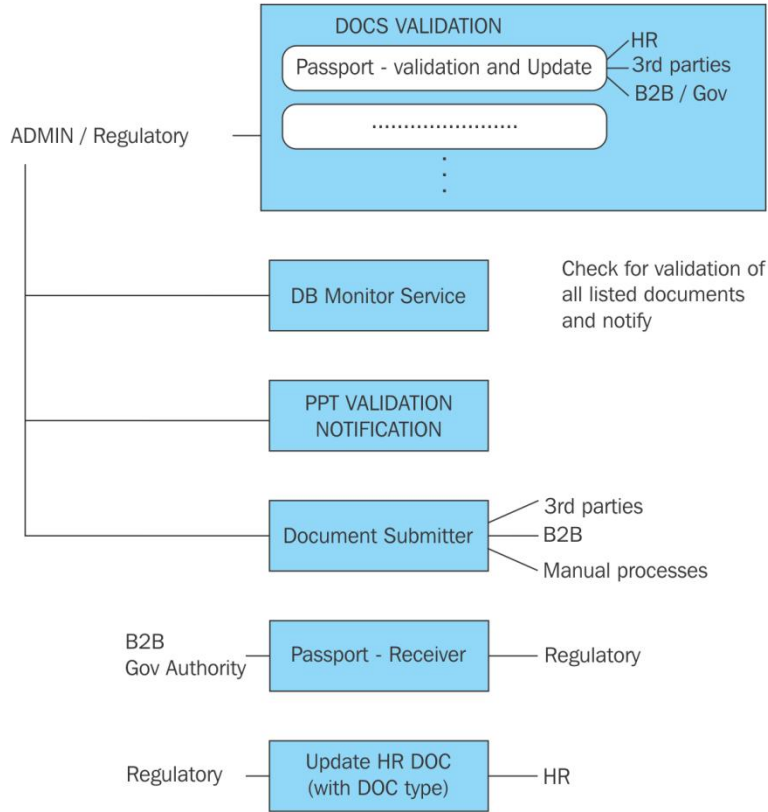 DOCS VALIDATION
Passport - validation and Update
HR
3rd parties
B2B / Gov
........................
ADMIN / Regulatory
DB Monitor Service
Check for validation of
all listed documents
and notify
PPT VALIDATION
NOTIFICATION
Document Submitter
3rd parties
B2B
Manual processes
B2B
Gov Authority
Passport - Receiver
Regulatory
Regulatory
Update HR DOC
(with DOC type)
HR